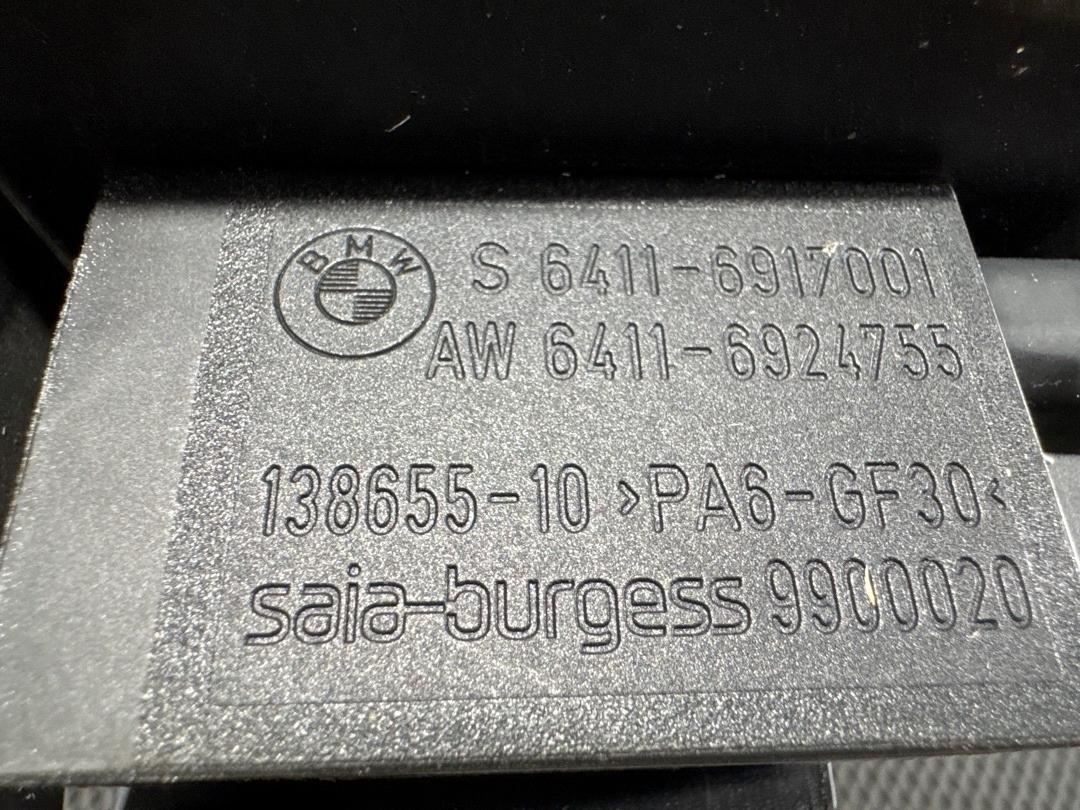 BMW S 6411-6917001
AW 6411-6924755
138655-10 >PA6-GF30<
saia-burgess 9900020